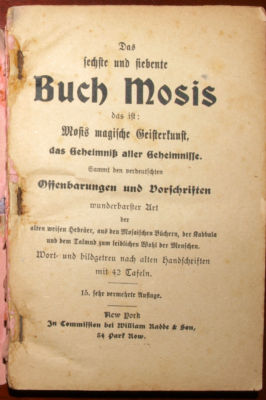 Das
sechste und siebente
Buch Mosis
das ist:
Mosis magische Geisterkunst,
das Geheimniß aller Geheimnisse.
Sammt den verdeutschten
Offenbarungen und Vorschriften
wunderbarster Art
der
alten weisen Hebräer, aus den Mosaischen Büchern, der Kabbala
und dem Talmud zum leiblichen Wohl der Menschen.
Wort- und bildgetreu nach alten Handschriften
mit 42 Tafeln.
15. sehr vermehrte Auflage.
New York
In Commission bei William Radde & Son,
54 Park Row.